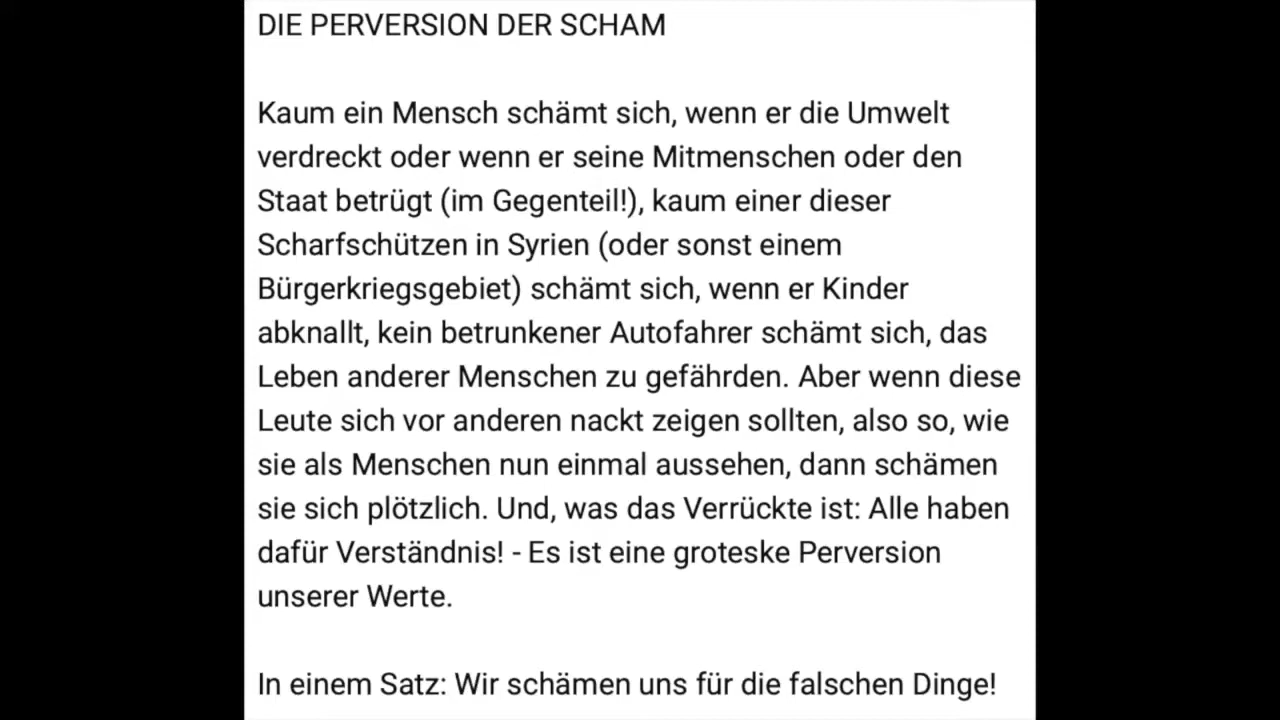 DIE PERVERSION DER SCHAM
Kaum ein Mensch schämt sich, wenn er die Umwelt
verdreckt oder wenn er seine Mitmenschen oder den
Staat betrügt (im Gegenteil!), kaum einer dieser
Scharfschützen in Syrien (oder sonst einem
Bürgerkriegsgebiet) schämt sich, wenn er Kinder
abknallt, kein betrunkener Autofahrer schämt sich, das
Leben anderer Menschen zu gefährden. Aber wenn diese
Leute sich vor anderen nackt zeigen sollten, also so, wie
sie als Menschen nun einmal aussehen, dann schämen
sie sich plötzlich. Und, was das Verrückte ist: Alle haben
dafür Verständnis! - Es ist eine groteske Perversion
unserer Werte.
In einem Satz: Wir schämen uns für die falschen Dinge!